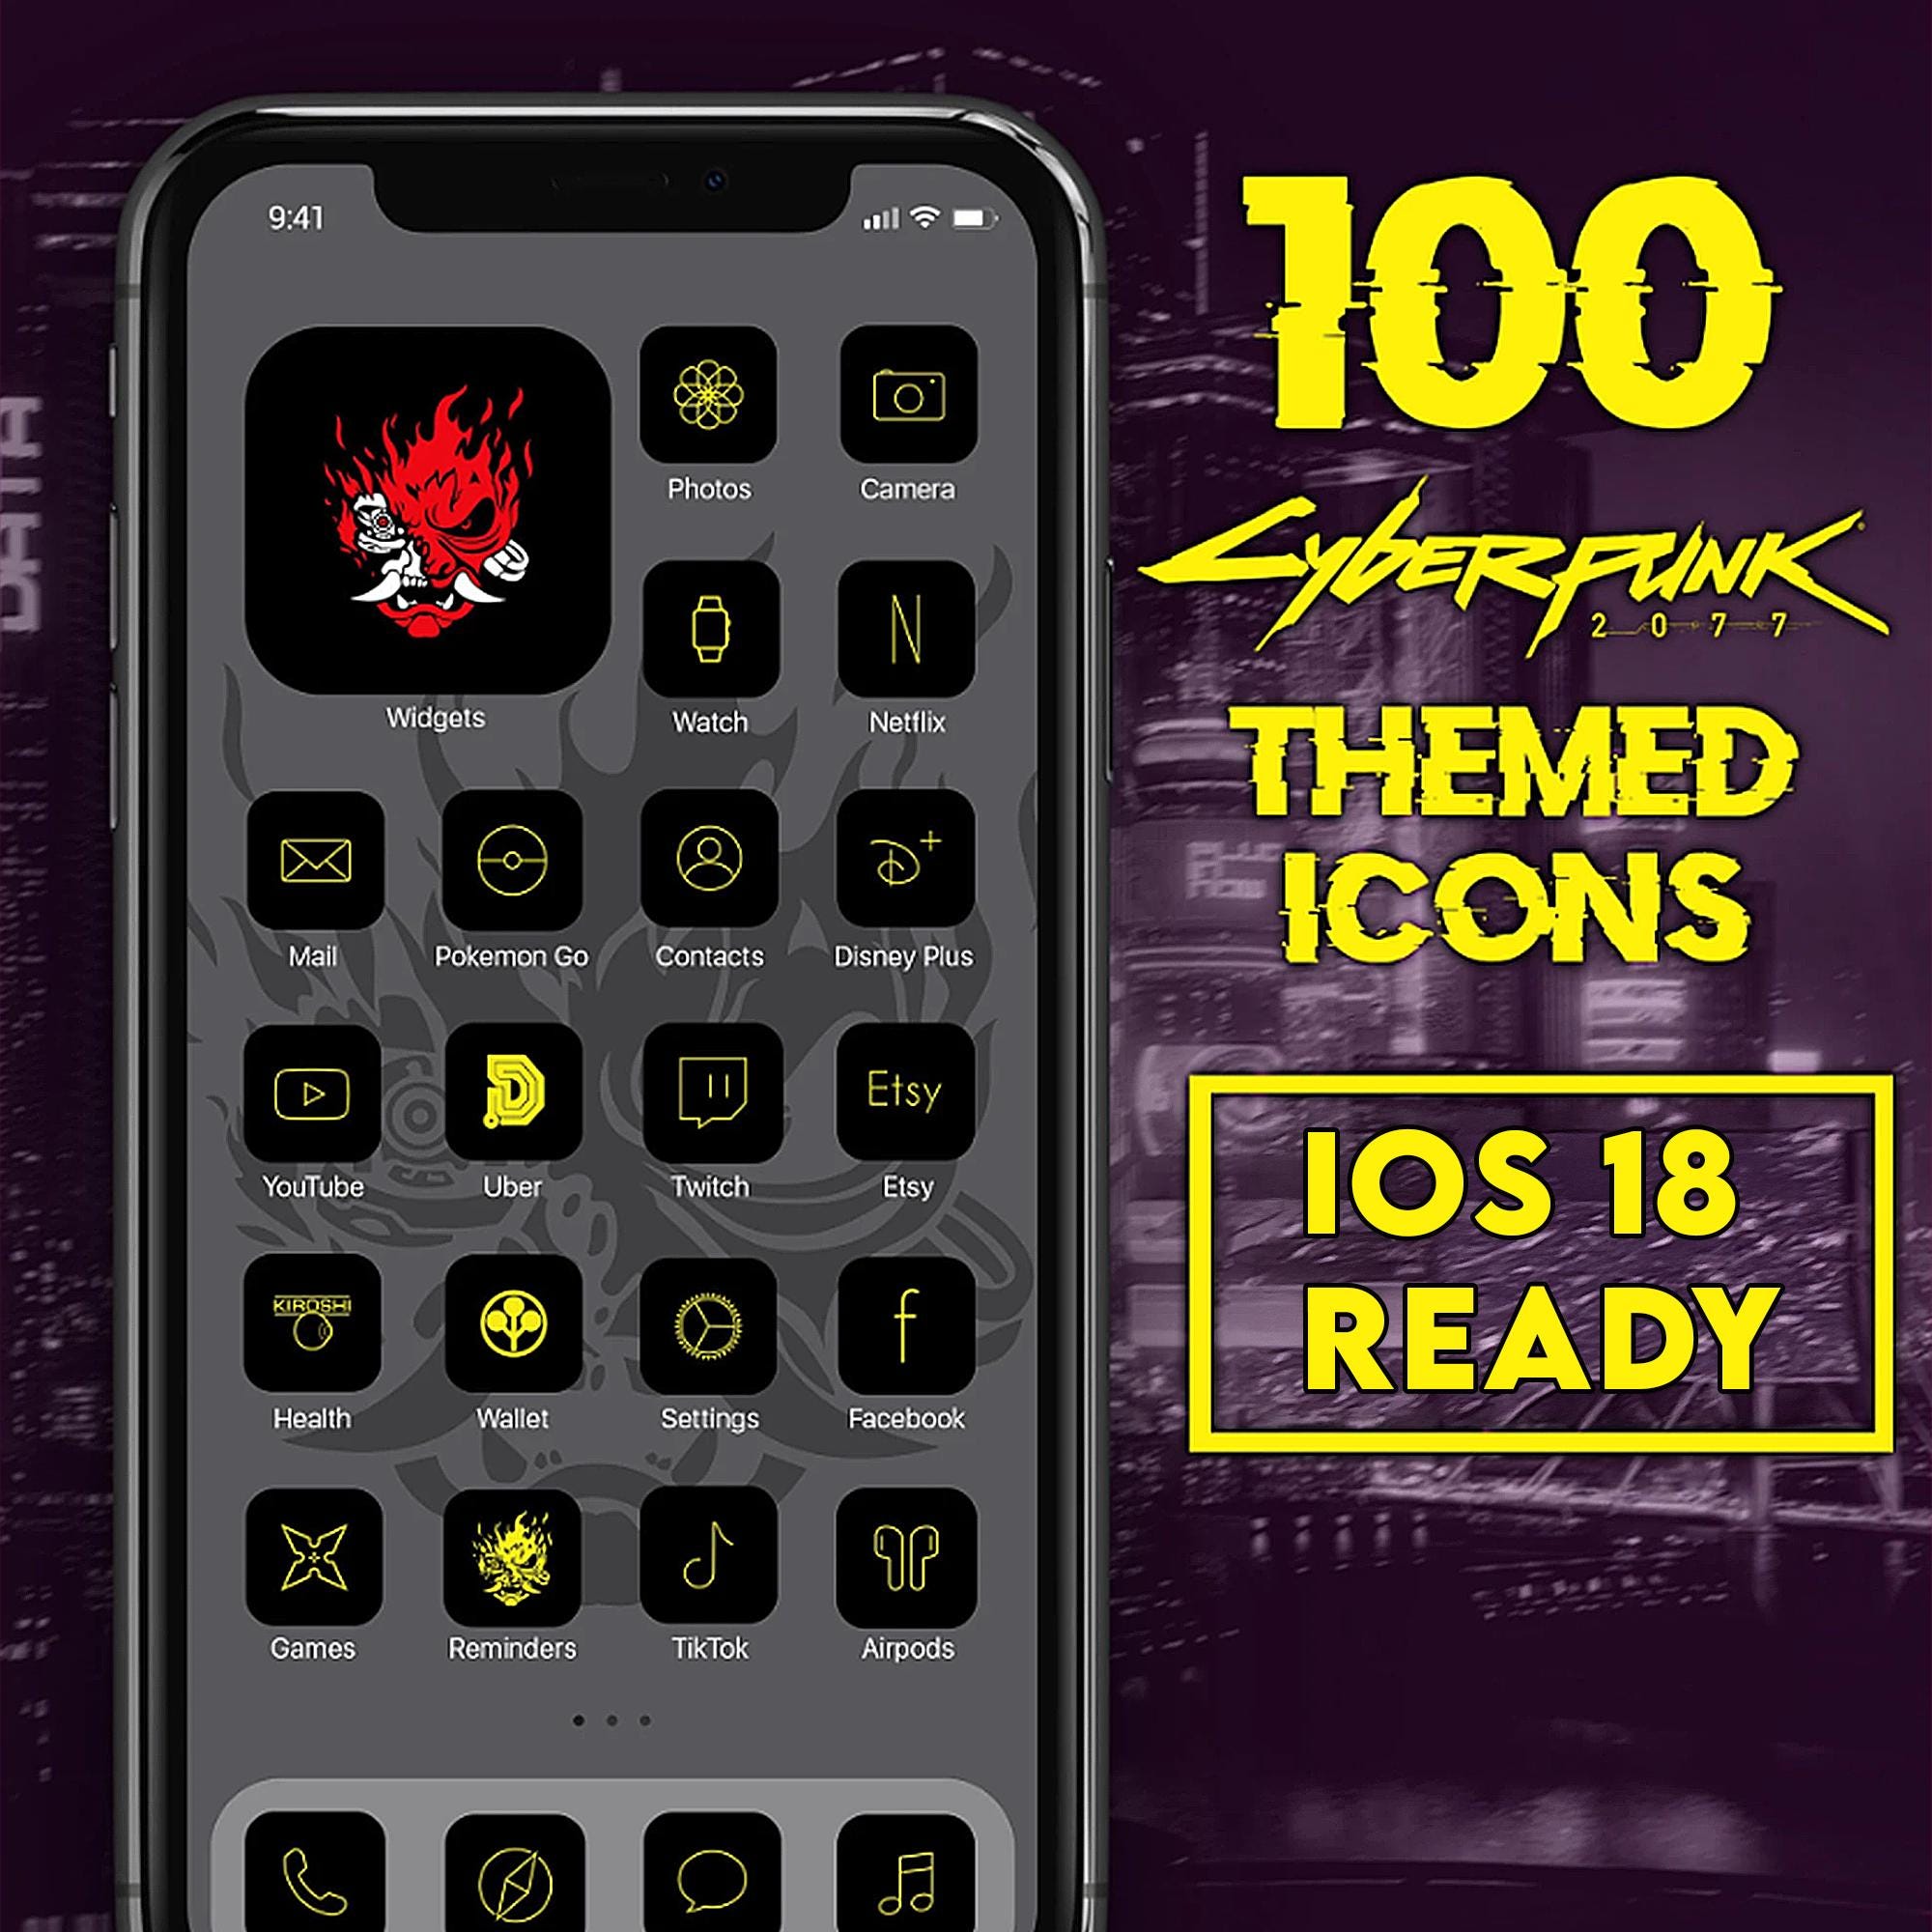 9:41
Widgets
Photos
Camera
Watch
N
Netflix
Mail
Pokemon Go
Contacts
D+
Disney Plus
YouTube
D
Uber
Twitch
Etsy
Etsy
KIROSHI
Health
Wallet
Settings
f
Facebook
Games
Reminders
TikTok
Airpods
100
CYBERPUNK
2077
THEMED
ICONS
IOS 18
READY
DATA